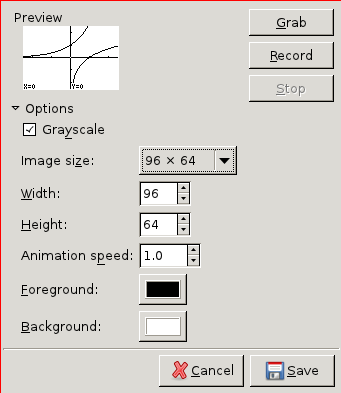 Preview
Grab
X=0 Y=0
Record
Stop
Options
Grayscale
Image size: 96 × 64
Width: 96
Height: 64
Animation speed: 1.0
Foreground:
Background:
Cancel Save